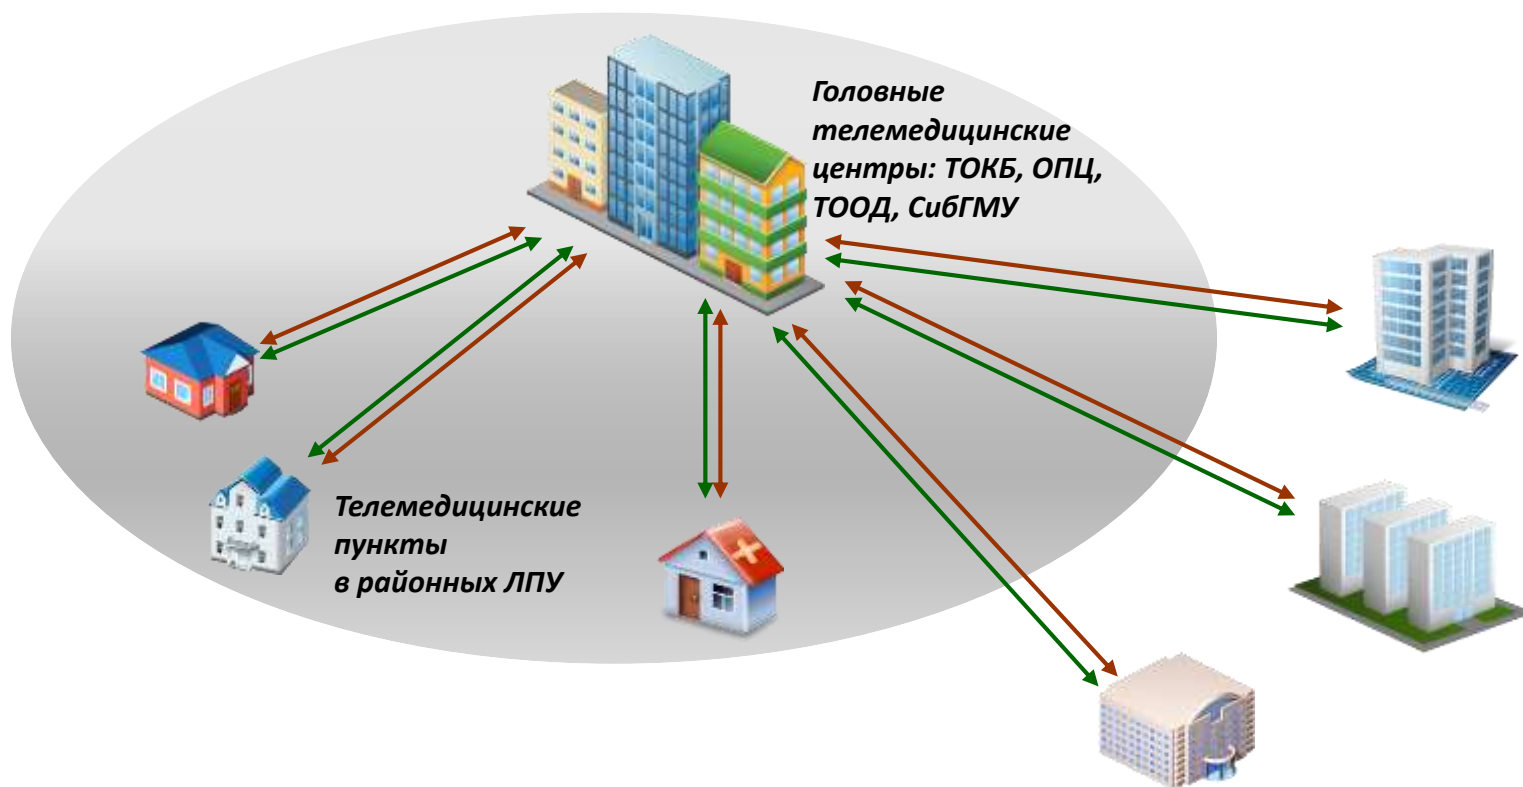 Головные
телемедицинские
центры: ТОКБ, ОПЦ,
ТООД, СибГМУ
Телемедицинские
пункты
в районных ЛПУ